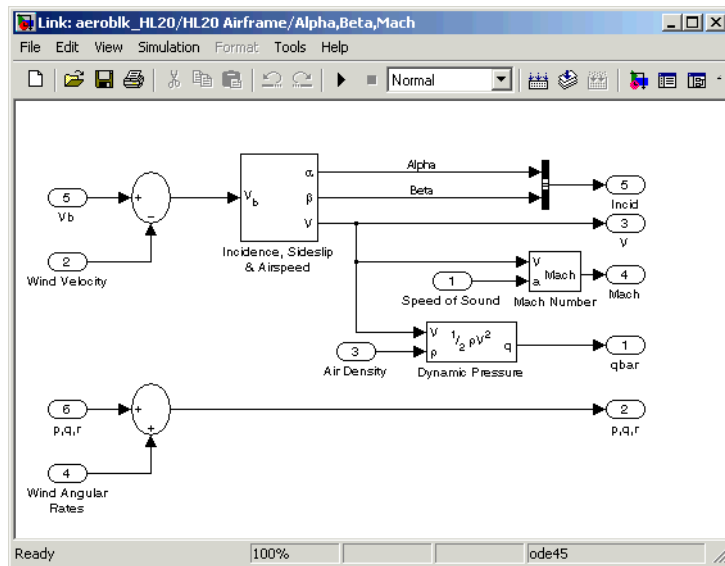 Link: aeroblk_HL20/HL20 Airframe/Alpha,Beta,Mach
File Edit View Simulation Format Tools Help
Normal
5
Vb
2
Wind Velocity
+
−
Vb
α
β
V
Incidence, Sideslip
& Airspeed
Alpha
Beta
5
Incid
3
V
1
Speed of Sound
V
a
Mach
Mach Number
4
Mach
3
Air Density
V
ρ
1/2 ρV²
q
Dynamic Pressure
1
qbar
6
p,q,r
+
+
2
p,q,r
4
Wind Angular
Rates
Ready 100% ode45